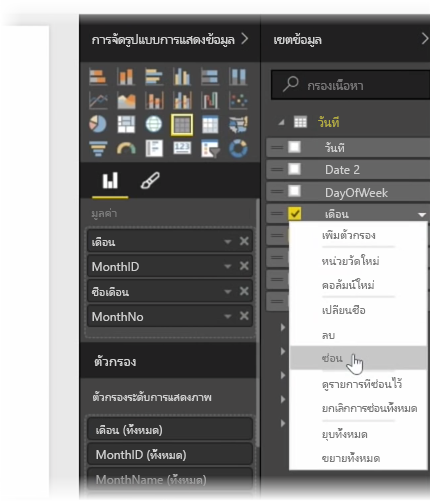 การจัดรูปแบบการแสดงข้อมูล
เขตข้อมูล
กรองเนื้อหา
123
R
วันที่
วันที่
Date 2
DayOfWeek
เดือน
มูลค่า
เดือน
MonthID
ชื่อเดือน
MonthNo
ตัวกรอง
ตัวกรองระดับการแสดงภาพ
เดือน (ทั้งหมด)
MonthID (ทั้งหมด)
MonthName (ทั้งหมด)
เพิ่มตัวกรอง
หน่วยวัดใหม่
คอลัมน์ใหม่
เปลี่ยนชื่อ
ลบ
ซ่อน
ดูรายการที่ซ่อนไว้
ยกเลิกการซ่อนทั้งหมด
ยุบทั้งหมด
ขยายทั้งหมด